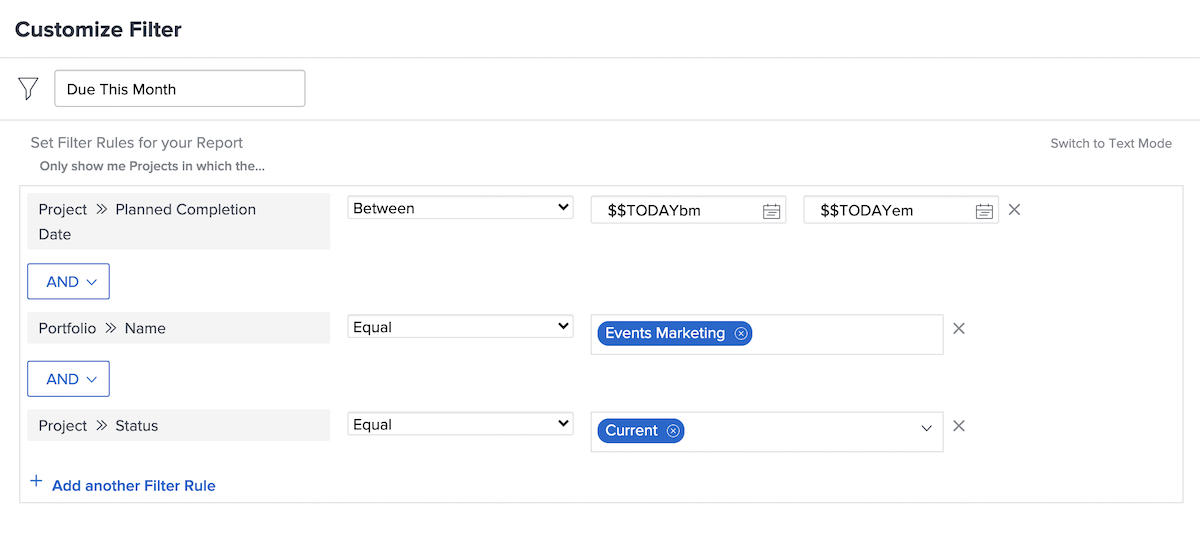 Customize Filter
Due This Month
Set Filter Rules for your Report
Switch to Text Mode
Only show me Projects in which the...
Project » Planned Completion
Date
Between
$$TODAYbm
$$TODAYem
AND
Portfolio » Name
Equal
Events Marketing
AND
Project » Status
Equal
Current
+ Add another Filter Rule